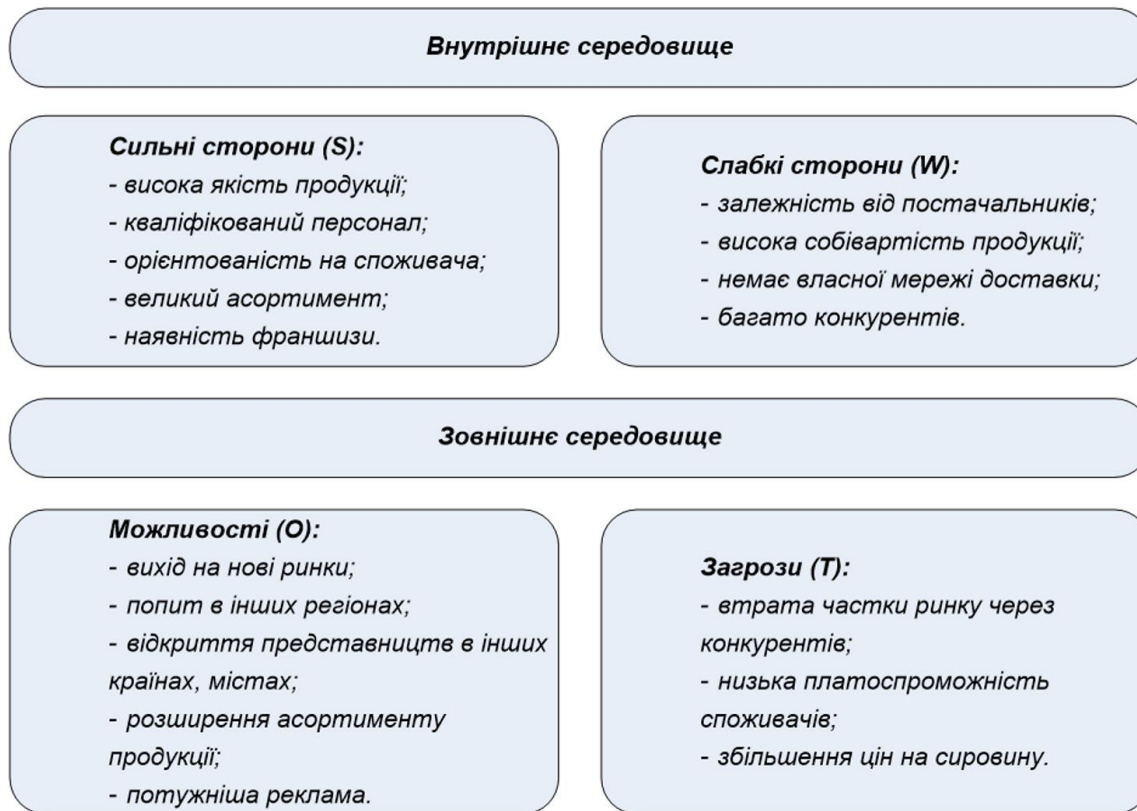 Внутрішнє середовище
Сильні сторони (S):
- висока якість продукції;
- кваліфікований персонал;
- орієнтованість на споживача;
- великий асортимент;
- наявність франшизи.
Слабкі сторони (W):
- залежність від постачальників;
- висока собівартість продукції;
- немає власної мережі доставки;
- багато конкурентів.
Зовнішнє середовище
Можливості (О):
- вихід на нові ринки;
- попит в інших регіонах;
- відкриття представництв в інших
країнах, містах;
- розширення асортименту
продукції;
- потужніша реклама.
Загрози (Т):
- втрата частки ринку через
конкурентів;
- низька платоспроможність
споживачів;
- збільшення цін на сировину.